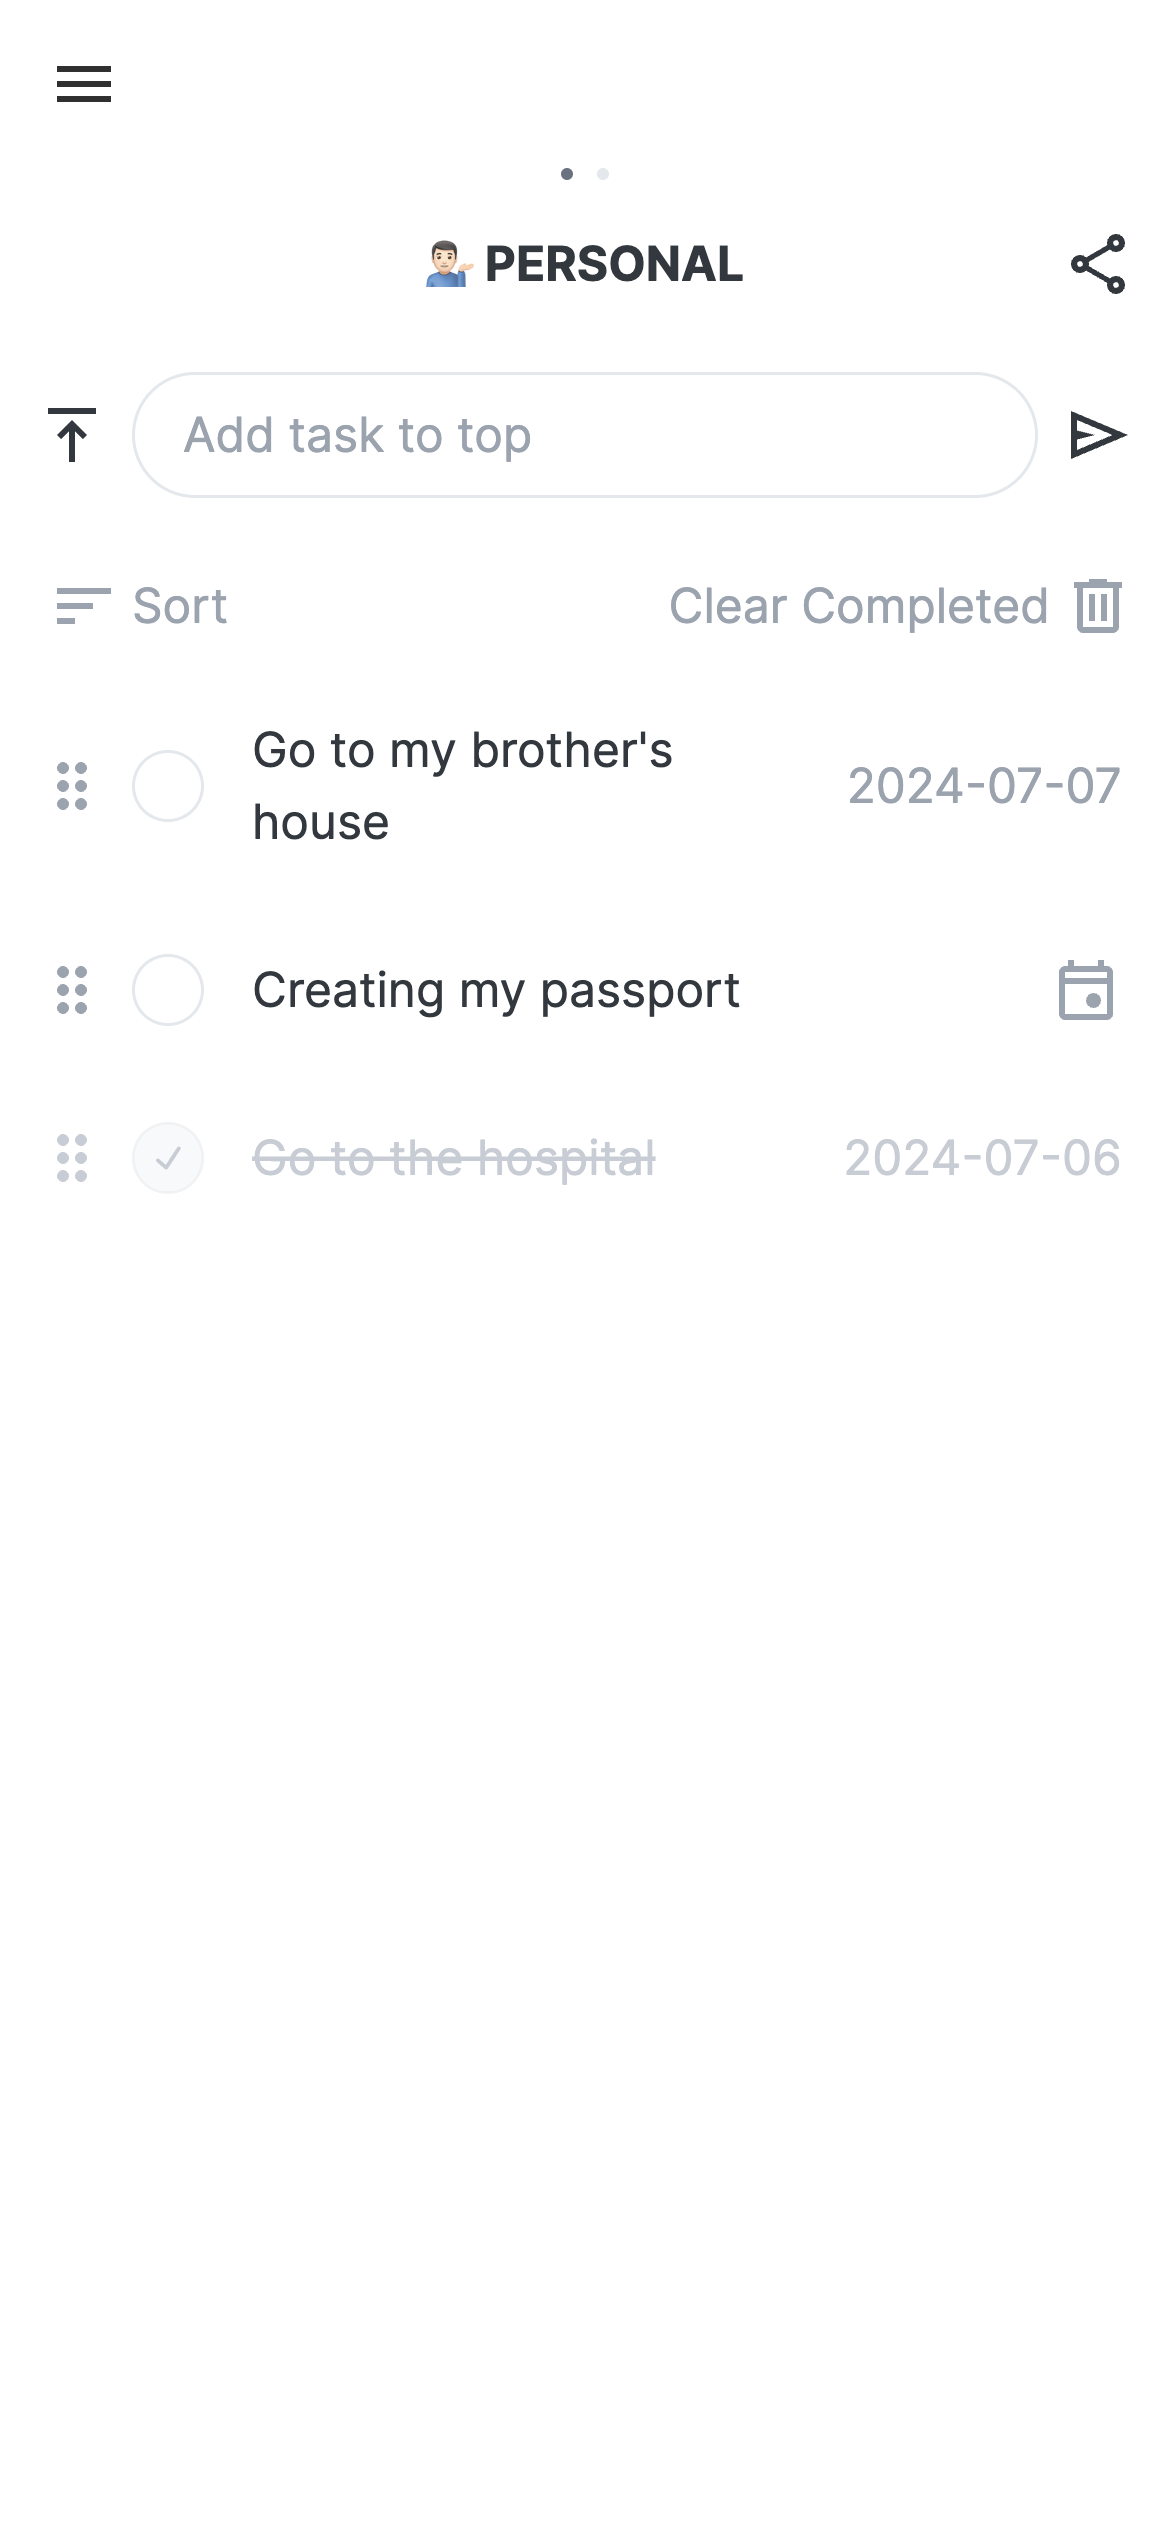 💁🏻‍♂️ PERSONAL
Add task to top
Sort
Clear Completed
Go to my brother's
house
2024-07-07
Creating my passport
Go to the hospital
2024-07-06